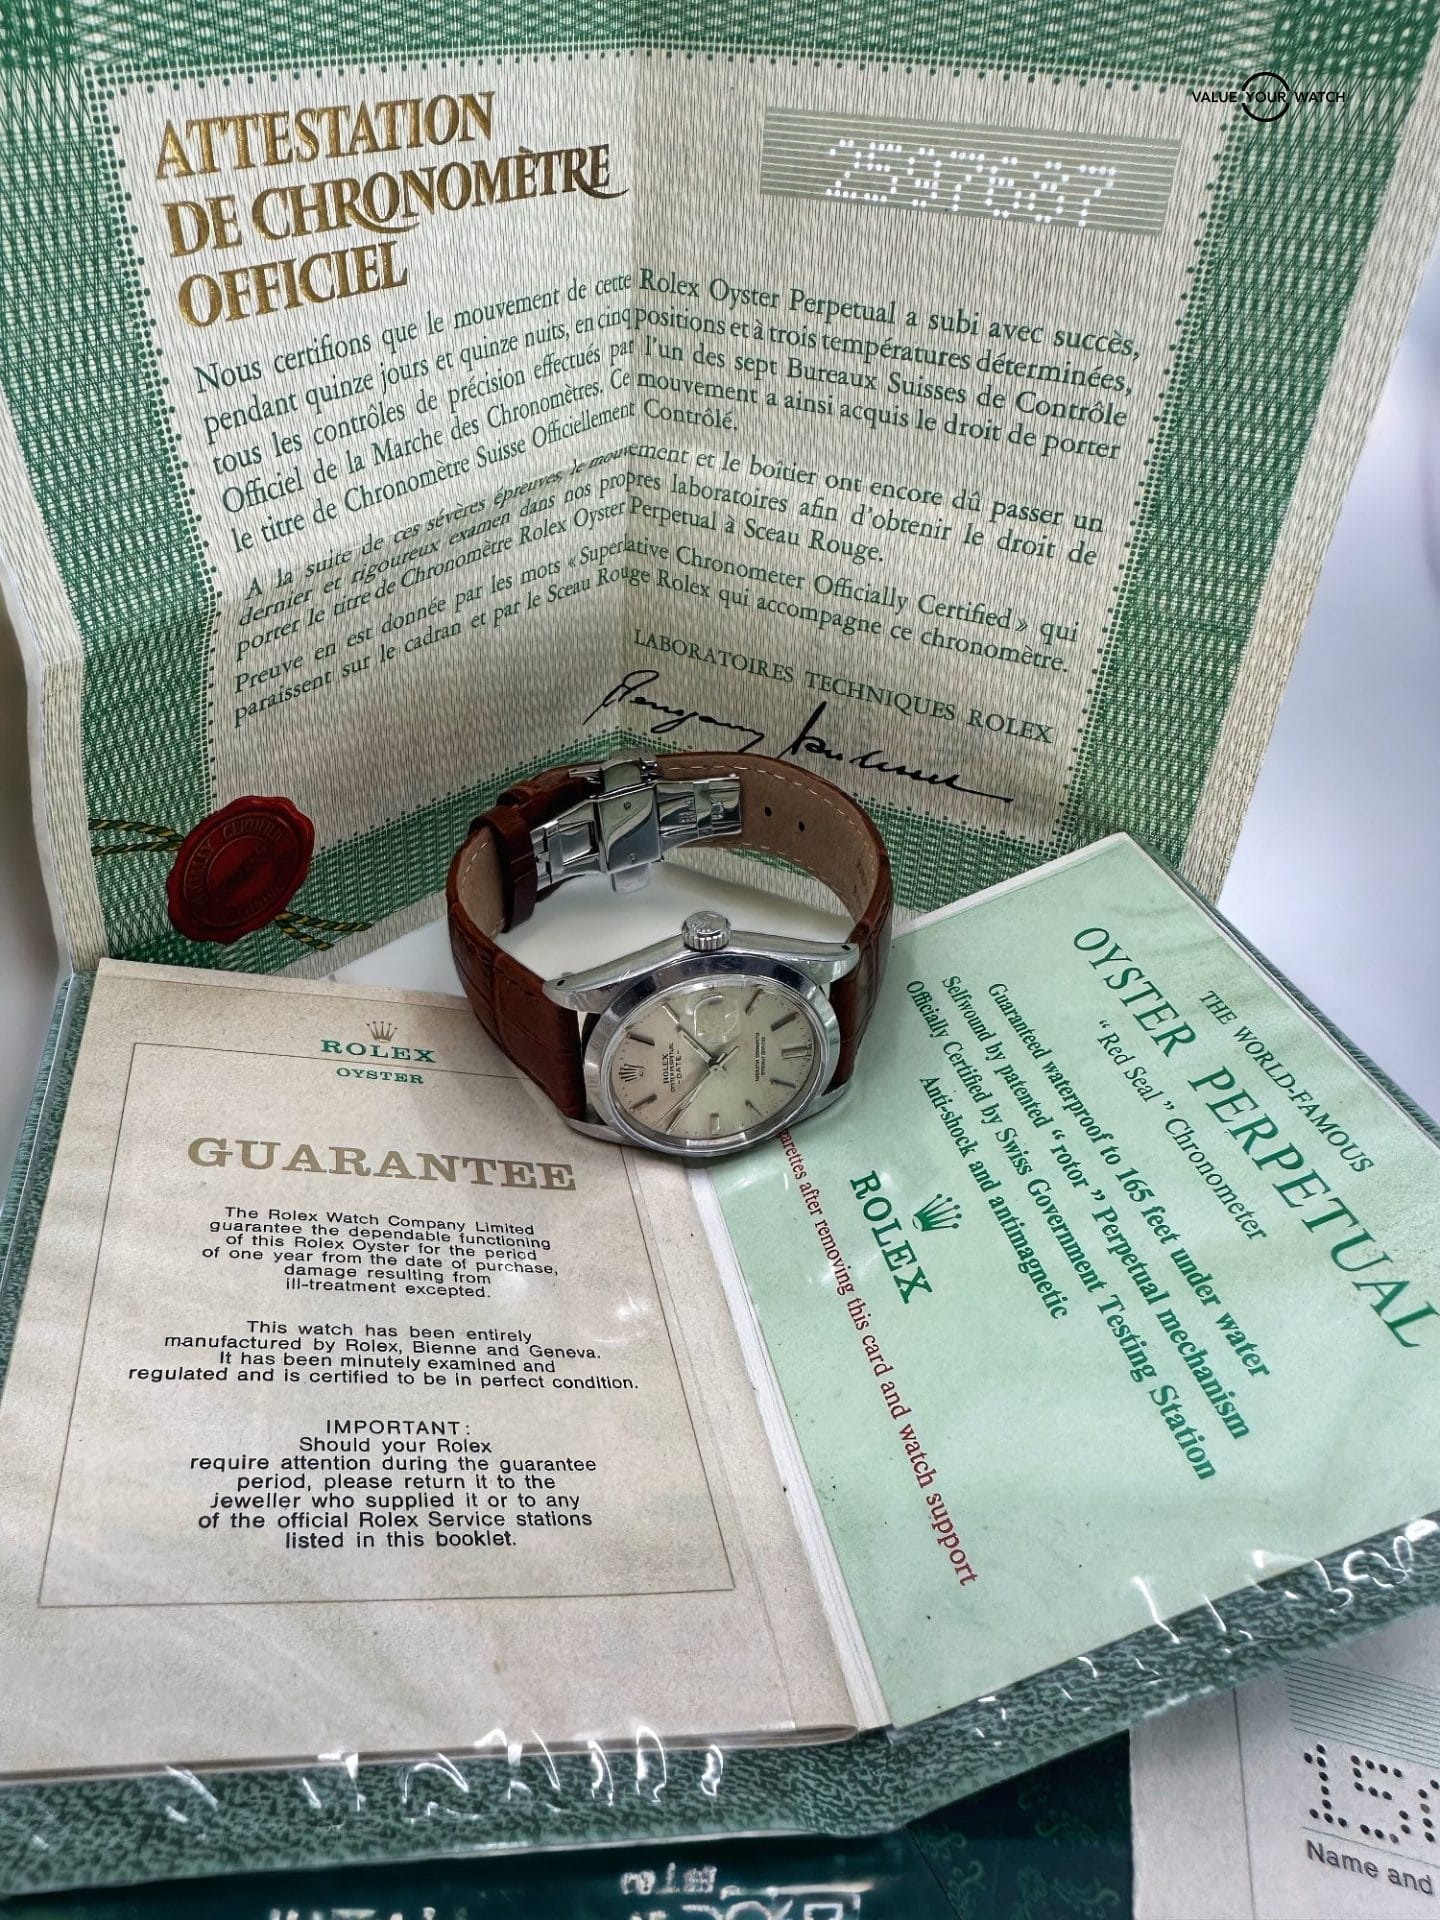 VALUE YOUR WATCH
ATTESTATION
DE CHRONOMÈTRE
OFFICIEL
2597687
Nous certifions que le mouvement de cette Rolex Oyster Perpetual a subi avec succès,
pendant quinze jours et quinze nuits, en cinq positions et à trois températures déterminées,
tous les contrôles de précision effectués par l'un des sept Bureaux Suisses de Contrôle
Officiel de la Marche des Chronomètres. Ce mouvement a ainsi acquis le droit de porter
le titre de Chronomètre Suisse Officiellement Contrôlé.
A la suite de ces sévères épreuves, le mouvement et le boîtier ont encore dû passer un
dernier et rigoureux examen dans nos propres laboratoires afin d'obtenir le droit de
porter le titre de Chronomètre Rolex Oyster Perpetual à Sceau Rouge.
Preuve en est donnée par les mots « Superlative Chronometer Officially Certified » qui
paraissent sur le cadran et par le Sceau Rouge Rolex qui accompagne ce chronomètre.
LABORATOIRES TECHNIQUES ROLEX
ROLEX
OYSTER PERPETUAL
- DATE -
ROLEX
OYSTER
GUARANTEE
The Rolex Watch Company Limited
guarantee the dependable functioning
of this Rolex Oyster for the period
of one year from the date of purchase,
damage resulting from
ill-treatment excepted.
This watch has been entirely
manufactured by Rolex, Bienne and Geneva.
It has been minutely examined and
regulated and is certified to be in perfect condition.
IMPORTANT:
Should your Rolex
require attention during the guarantee
period, please return it to the
jeweller who supplied it or to any
of the official Rolex Service stations
listed in this booklet.
THE WORLD-FAMOUS
OYSTER PERPETUAL
“Red Seal” Chronometer
Guaranteed waterproof to 165 feet under water
Selfwound by patented “rotor” Perpetual mechanism
Officially Certified by Swiss Government Testing Station
Anti-shock and antimagnetic
ROLEX
after removing this card and watch support
150
Name and